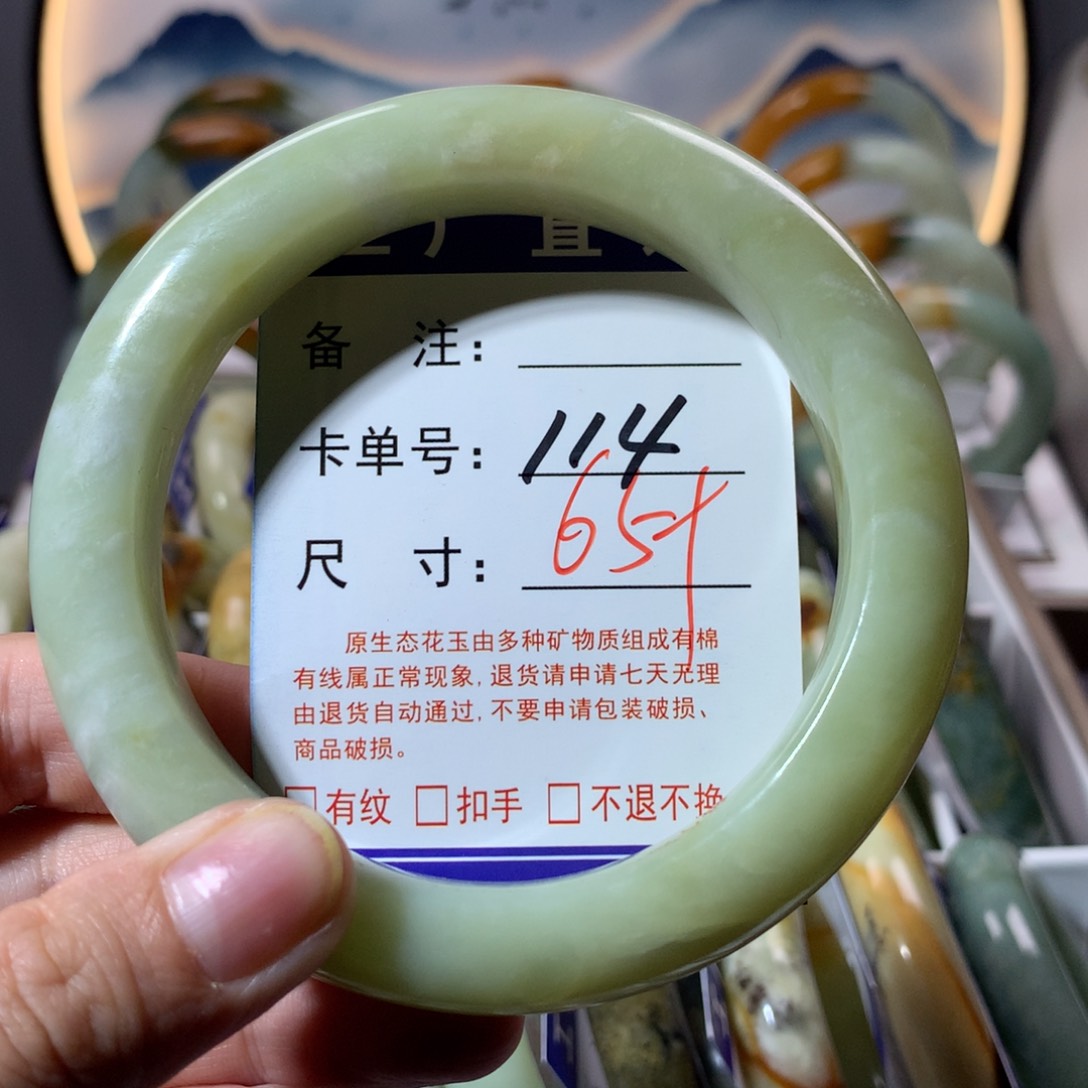 备 注：
卡单号：114
尺 寸：65寸
原生态花玉由多种矿物质组成有棉
有线属正常现象，退货请申请七天无理
由退货自动通过，不要申请包装破损、
商品破损。
□有纹 □扣手 □不退不换